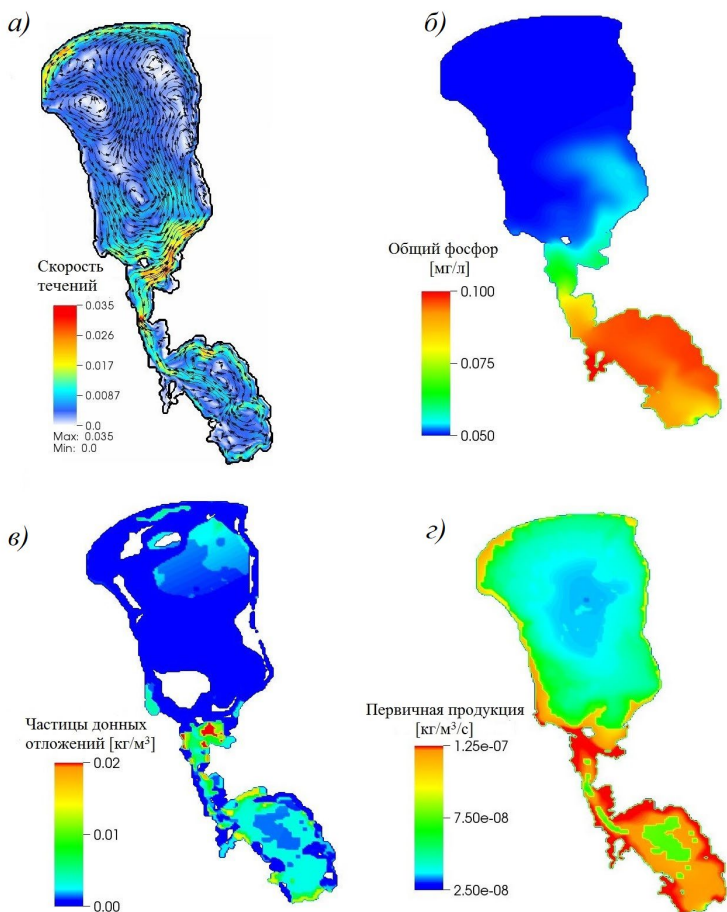 а)
Скорость
течений
0.035
0.026
0.017
0.0087
0.0
Max: 0.035
Min: 0.0
б)
Общий фосфор
[мг/л]
0.100
0.075
0.050
в)
Частицы донных
отложений [кг/м³]
0.02
0.01
0.00
г)
Первичная продукция
[кг/м³/с]
1.25e-07
7.50e-08
2.50e-08